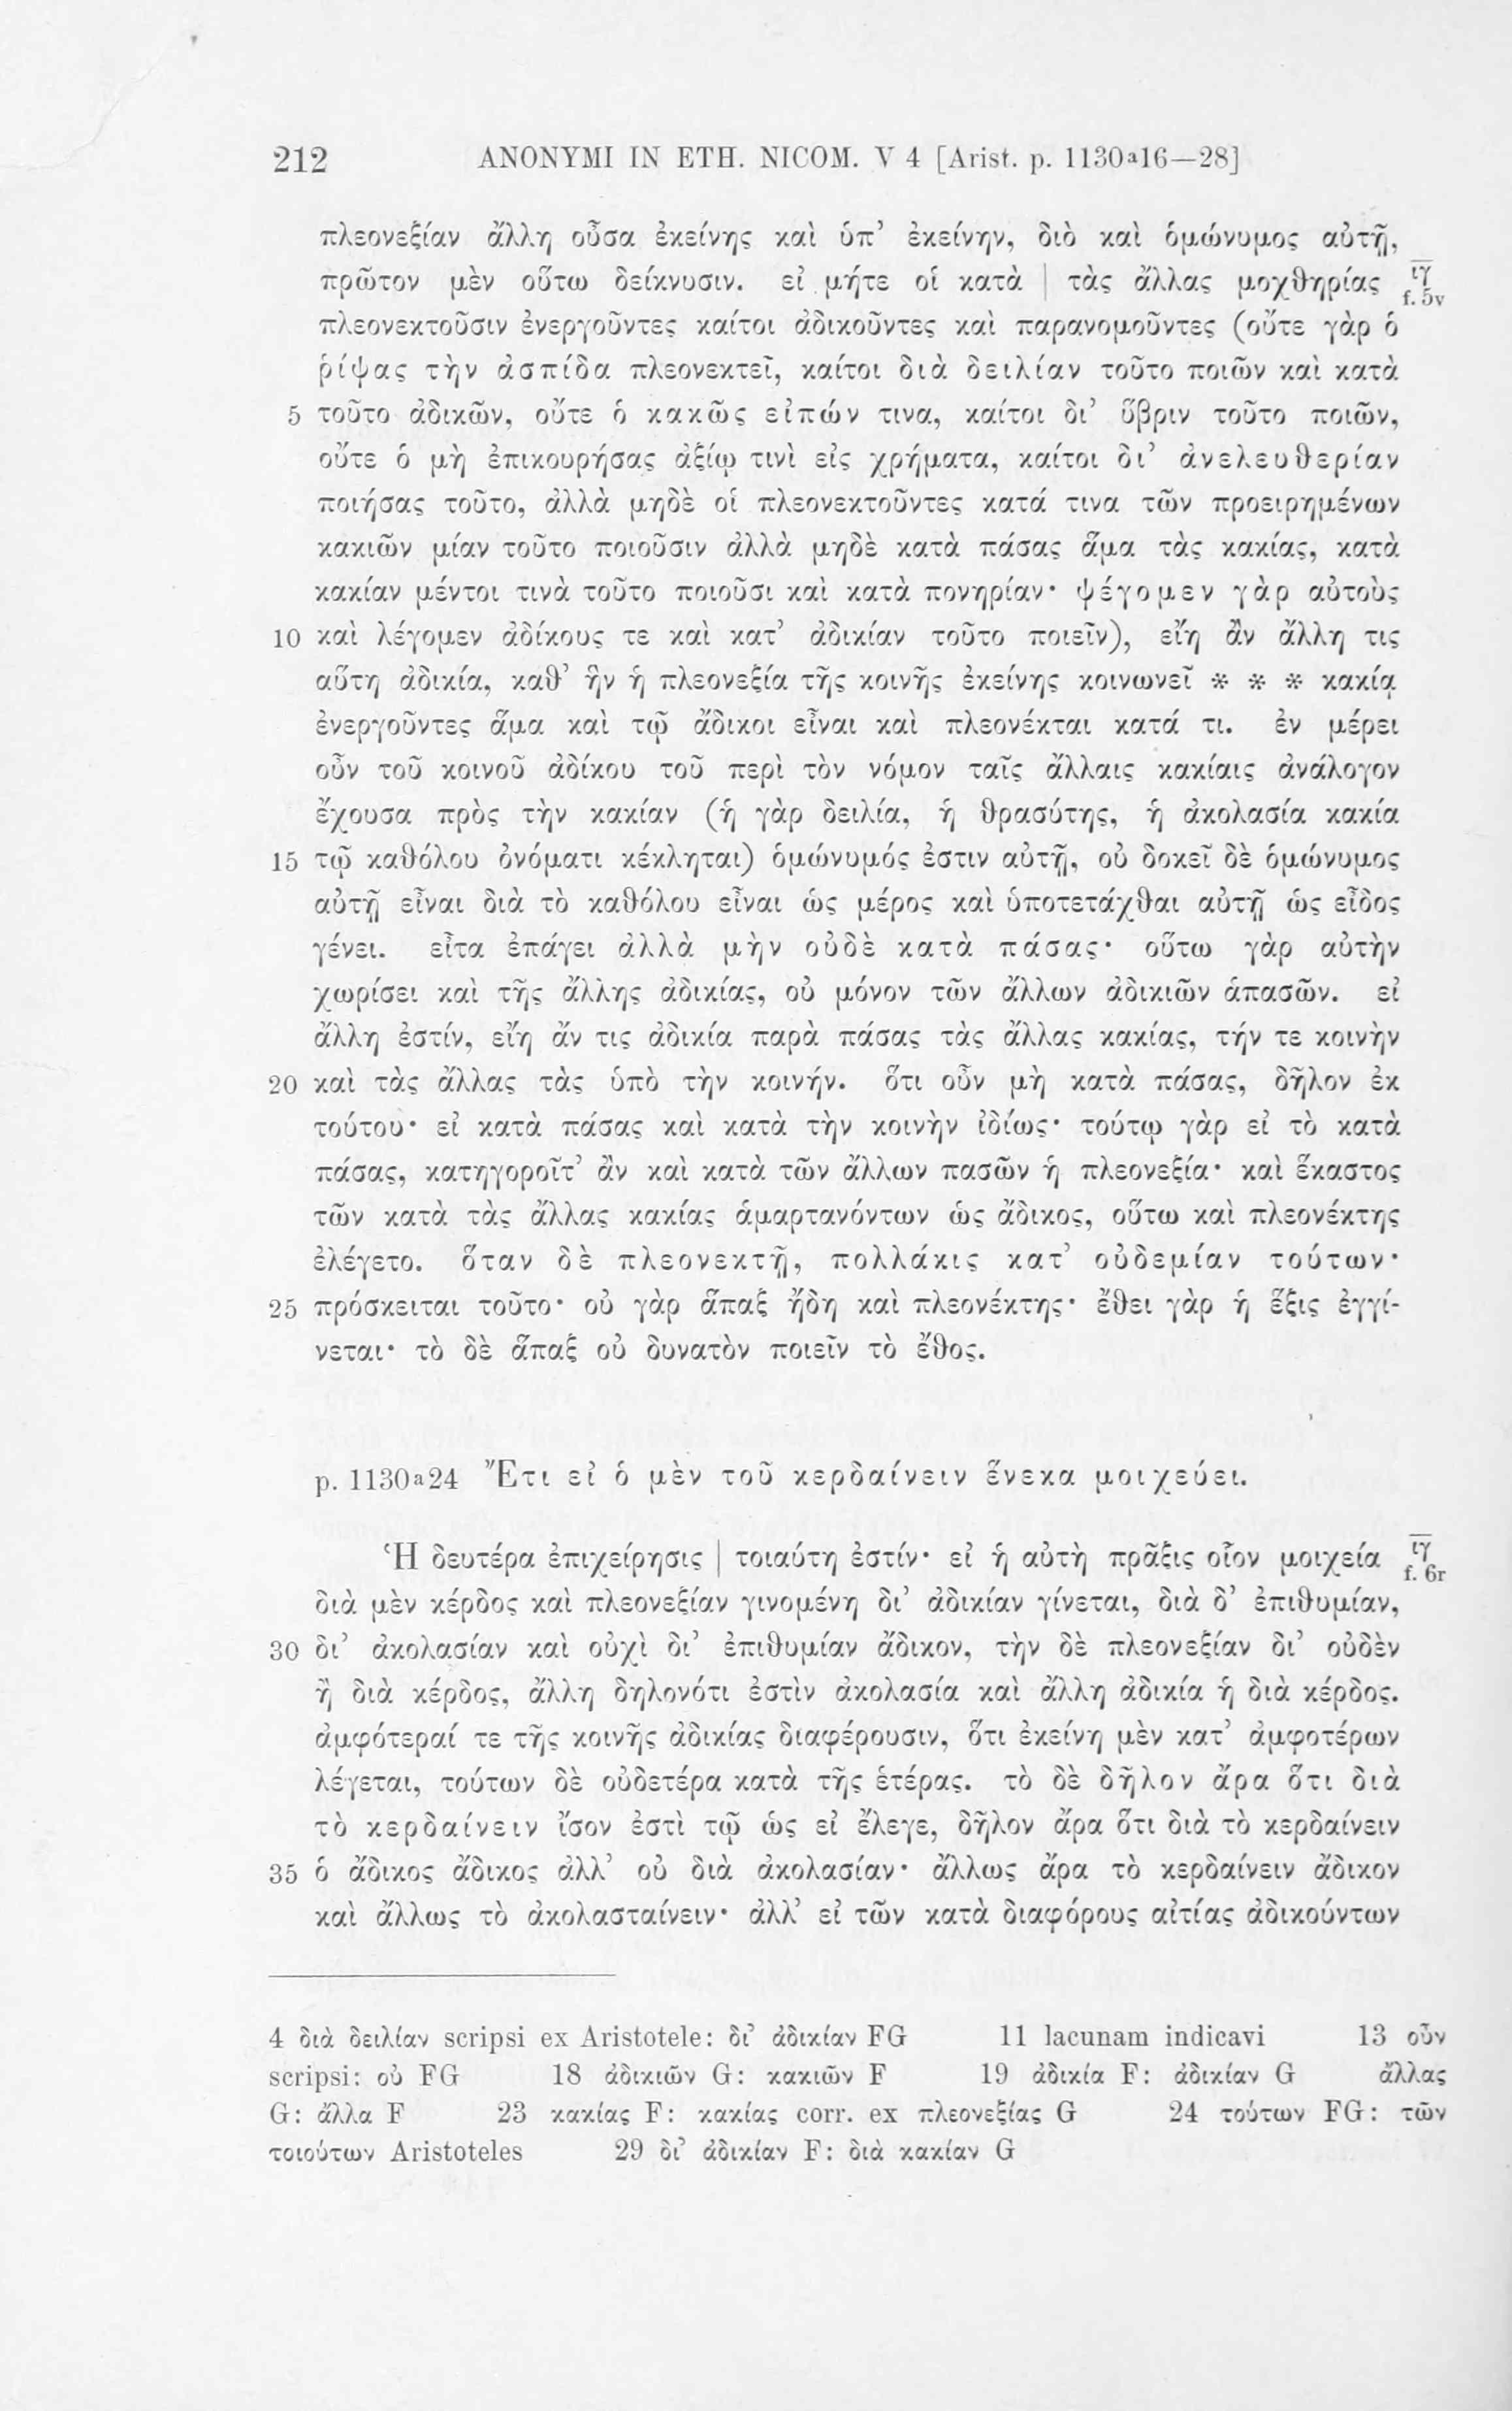 212 ANONYMI IN ETH. NICOM. V 4 [Arist. p. 1130a16—28]
πλεονεξίαν ἄλλη οὖσα ἐκείνης καὶ ὑπ’ ἐκείνην, διὸ καὶ ὁμώνυμος αὐτῇ,
πρῶτον μὲν οὕτω δείκνυσιν. εἰ μήτε οἱ κατὰ | τὰς ἄλλας μοχθηρίας ιγ f. 5v
πλεονεκτοῦσιν ἐνεργοῦντες καίτοι ἀδικοῦντες καὶ παρανομοῦντες (οὔτε γὰρ ὁ
ῥίψας τὴν ἀσπίδα πλεονεκτεῖ, καίτοι διὰ δειλίαν τοῦτο ποιῶν καὶ κατὰ
5 τοῦτο ἀδικῶν, οὔτε ὁ κακῶς εἰπών τινα, καίτοι δι’ ὕβριν τοῦτο ποιῶν,
οὔτε ὁ μὴ ἐπικουρήσας ἀξίῳ τινὶ εἰς χρήματα, καίτοι δι’ ἀνελευθερίαν
ποιήσας τοῦτο, ἀλλὰ μηδὲ οἱ πλεονεκτοῦντες κατά τινα τῶν προειρημένων
κακιῶν μίαν τοῦτο ποιοῦσιν ἀλλὰ μηδὲ κατὰ πάσας ἅμα τὰς κακίας, κατὰ
κακίαν μέντοι τινὰ τοῦτο ποιοῦσι καὶ κατὰ πονηρίαν· ψέγομεν γὰρ αὐτοὺς
10 καὶ λέγομεν ἀδίκους τε καὶ κατ’ ἀδικίαν τοῦτο ποιεῖν), εἴη ἂν ἄλλη τις
αὕτη ἀδικία, καθ’ ἣν ἡ πλεονεξία τῆς κοινῆς ἐκείνης κοινωνεῖ * * * κακίᾳ
ἐνεργοῦντες ἅμα καὶ τῷ ἄδικοι εἶναι καὶ πλεονέκται κατά τι. ἐν μέρει
οὖν τοῦ κοινοῦ ἀδίκου τοῦ περὶ τὸν νόμον ταῖς ἄλλαις κακίαις ἀνάλογον
ἔχουσα πρὸς τὴν κακίαν (ἡ γὰρ δειλία, ἡ θρασύτης, ἡ ἀκολασία κακία
15 τῷ καθόλου ὀνόματι κέκληται) ὁμώνυμός ἐστιν αὐτῇ, οὐ δοκεῖ δὲ ὁμώνυμος
αὐτῇ εἶναι διὰ τὸ καθόλου εἶναι ὡς μέρος καὶ ὑποτετάχθαι αὐτῇ ὡς εἶδος
γένει. εἶτα ἐπάγει ἀλλὰ μὴν οὐδὲ κατὰ πάσας· οὕτω γὰρ αὐτὴν
χωρίσει καὶ τῆς ἄλλης ἀδικίας, οὐ μόνον τῶν ἄλλων ἀδικιῶν ἁπασῶν. εἰ
ἄλλη ἐστίν, εἴη ἄν τις ἀδικία παρὰ πάσας τὰς ἄλλας κακίας, τήν τε κοινὴν
20 καὶ τὰς ἄλλας τὰς ὑπὸ τὴν κοινήν. ὅτι οὖν μὴ κατὰ πάσας, δῆλον ἐκ
τούτου· εἰ κατὰ πάσας καὶ κατὰ τὴν κοινὴν ἰδίως· τούτῳ γὰρ εἰ τὸ κατὰ
πάσας, κατηγοροῖτ’ ἂν καὶ κατὰ τῶν ἄλλων πασῶν ἡ πλεονεξία· καὶ ἕκαστος
τῶν κατὰ τὰς ἄλλας κακίας ἁμαρτανόντων ὡς ἄδικος, οὕτω καὶ πλεονέκτης
ἐλέγετο. ὅταν δὲ πλεονεκτῇ, πολλάκις κατ’ οὐδεμίαν τούτων·
25 πρόσκειται τοῦτο· οὐ γὰρ ἅπαξ ἤδη καὶ πλεονέκτης· ἔθει γὰρ ἡ ἕξις ἐγγί-
νεται· τὸ δὲ ἅπαξ οὐ δυνατὸν ποιεῖν τὸ ἔθος.
p. 1130a24 Ἔτι εἰ ὁ μὲν τοῦ κερδαίνειν ἕνεκα μοιχεύει.
Ἡ δευτέρα ἐπιχείρησις | τοιαύτη ἐστίν· εἰ ἡ αὐτὴ πρᾶξις οἷον μοιχεία ιγ f. 6r
διὰ μὲν κέρδος καὶ πλεονεξίαν γινομένη δι’ ἀδικίαν γίνεται, διὰ δ’ ἐπιθυμίαν,
30 δι’ ἀκολασίαν καὶ οὐχὶ δι’ ἐπιθυμίαν ἄδικον, τὴν δὲ πλεονεξίαν δι’ οὐδὲν
ἢ διὰ κέρδος, ἄλλη δηλονότι ἐστὶν ἀκολασία καὶ ἄλλη ἀδικία ἡ διὰ κέρδος.
ἀμφότεραί τε τῆς κοινῆς ἀδικίας διαφέρουσιν, ὅτι ἐκείνη μὲν κατ’ ἀμφοτέρων
λέγεται, τούτων δὲ οὐδετέρα κατὰ τῆς ἑτέρας. τὸ δὲ δῆλον ἄρα ὅτι διὰ
τὸ κερδαίνειν ἴσον ἐστὶ τῷ ὡς εἰ ἔλεγε, δῆλον ἄρα ὅτι διὰ τὸ κερδαίνειν
35 ὁ ἄδικος ἄδικος ἀλλ’ οὐ διὰ ἀκολασίαν· ἄλλως ἄρα τὸ κερδαίνειν ἄδικον
καὶ ἄλλως τὸ ἀκολασταίνειν· ἀλλ’ εἰ τῶν κατὰ διαφόρους αἰτίας ἀδικούντων
4 διὰ δειλίαν scripsi ex Aristotele: δι’ ἀδικίαν FG 11 lacunam indicavi 13 οὖν
scripsi: οὐ FG 18 ἀδικιῶν G: κακιῶν F 19 ἀδικία F: ἀδικίαν G ἄλλας
G: ἄλλα F 23 κακίας F: κακίας corr. ex πλεονεξίας G 24 τούτων FG: τῶν
τοιούτων Aristoteles 29 δι’ ἀδικίαν F: διὰ κακίαν G